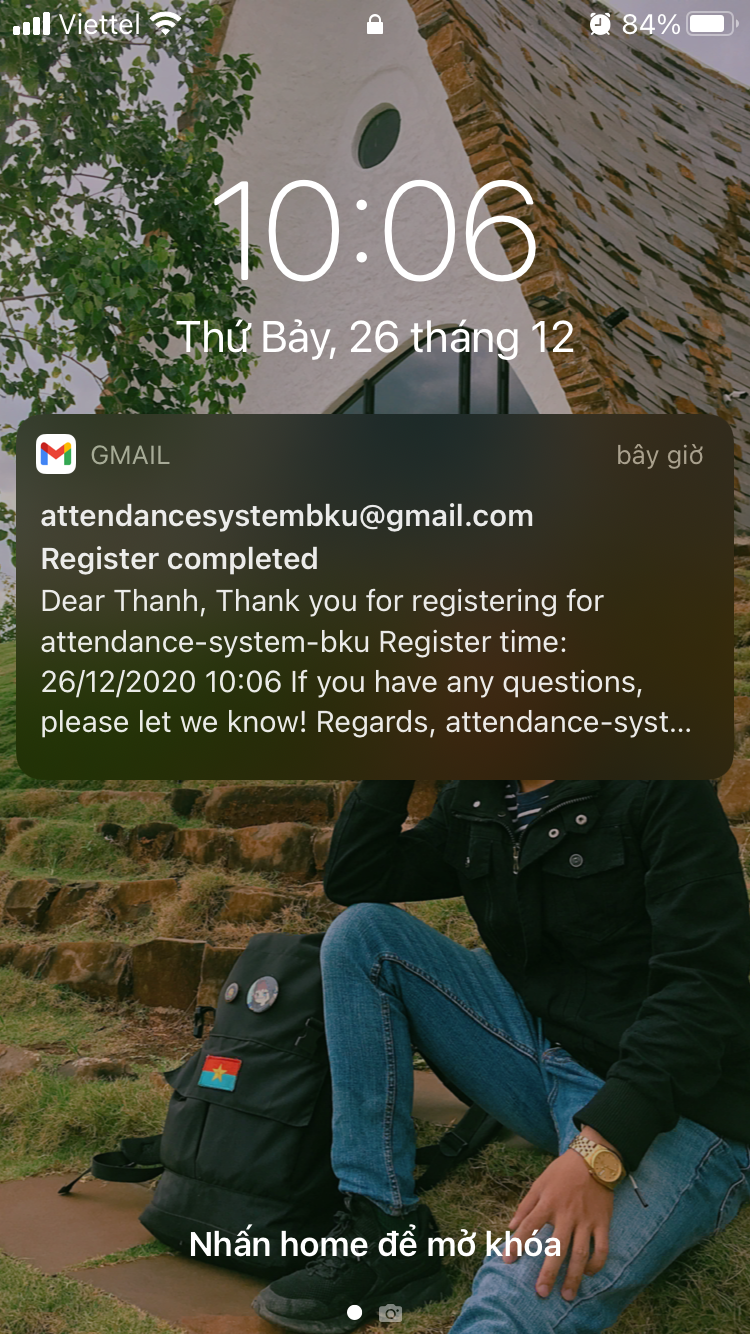 Viettel 84%
10:06
Thứ Bảy, 26 tháng 12
GMAIL bây giờ
attendancesystembku@gmail.com
Register completed
Dear Thanh, Thank you for registering for
attendance-system-bku Register time:
26/12/2020 10:06 If you have any questions,
please let we know! Regards, attendance-syst...
Nhấn home để mở khóa